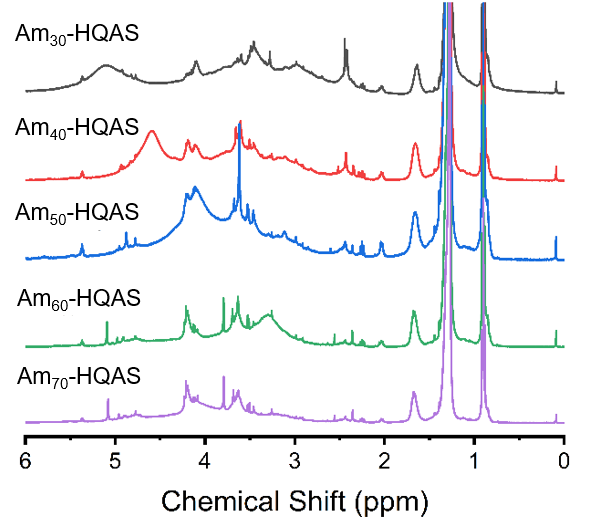 Am₃₀-HQAS
Am₄₀-HQAS
Am₅₀-HQAS
Am₆₀-HQAS
Am₇₀-HQAS
6 5 4 3 2 1 0
Chemical Shift (ppm)